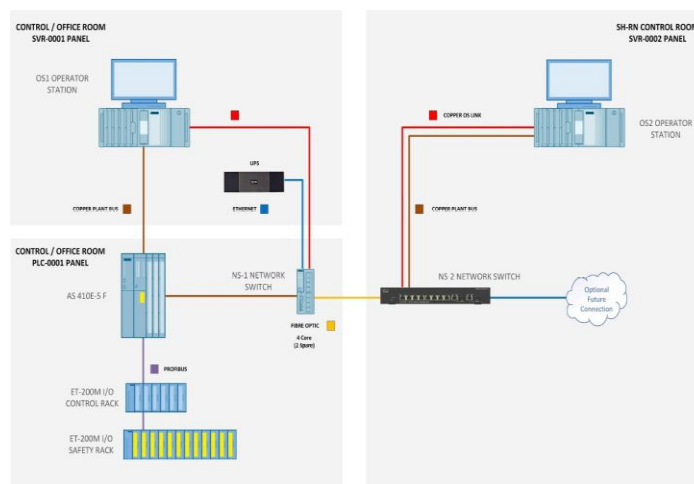 CONTROL / OFFICE ROOM
SVR-0001 PANEL
OS1 OPERATOR
STATION
UPS
COPPER PLANT BUS
ETHERNET
CONTROL / OFFICE ROOM
PLC-0001 PANEL
AS 410E-5 F
NS-1 NETWORK
SWITCH
FIBRE OPTIC
4 Core
(2 Spare)
PROFIBUS
ET-200M I/O
CONTROL RACK
ET-200M I/O
SAFETY RACK
SH-RN CONTROL ROOM
SVR-0002 PANEL
COPPER OS LINK
OS2 OPERATOR
STATION
COPPER PLANT BUS
NS 2 NETWORK SWITCH
Optional
Future
Connection